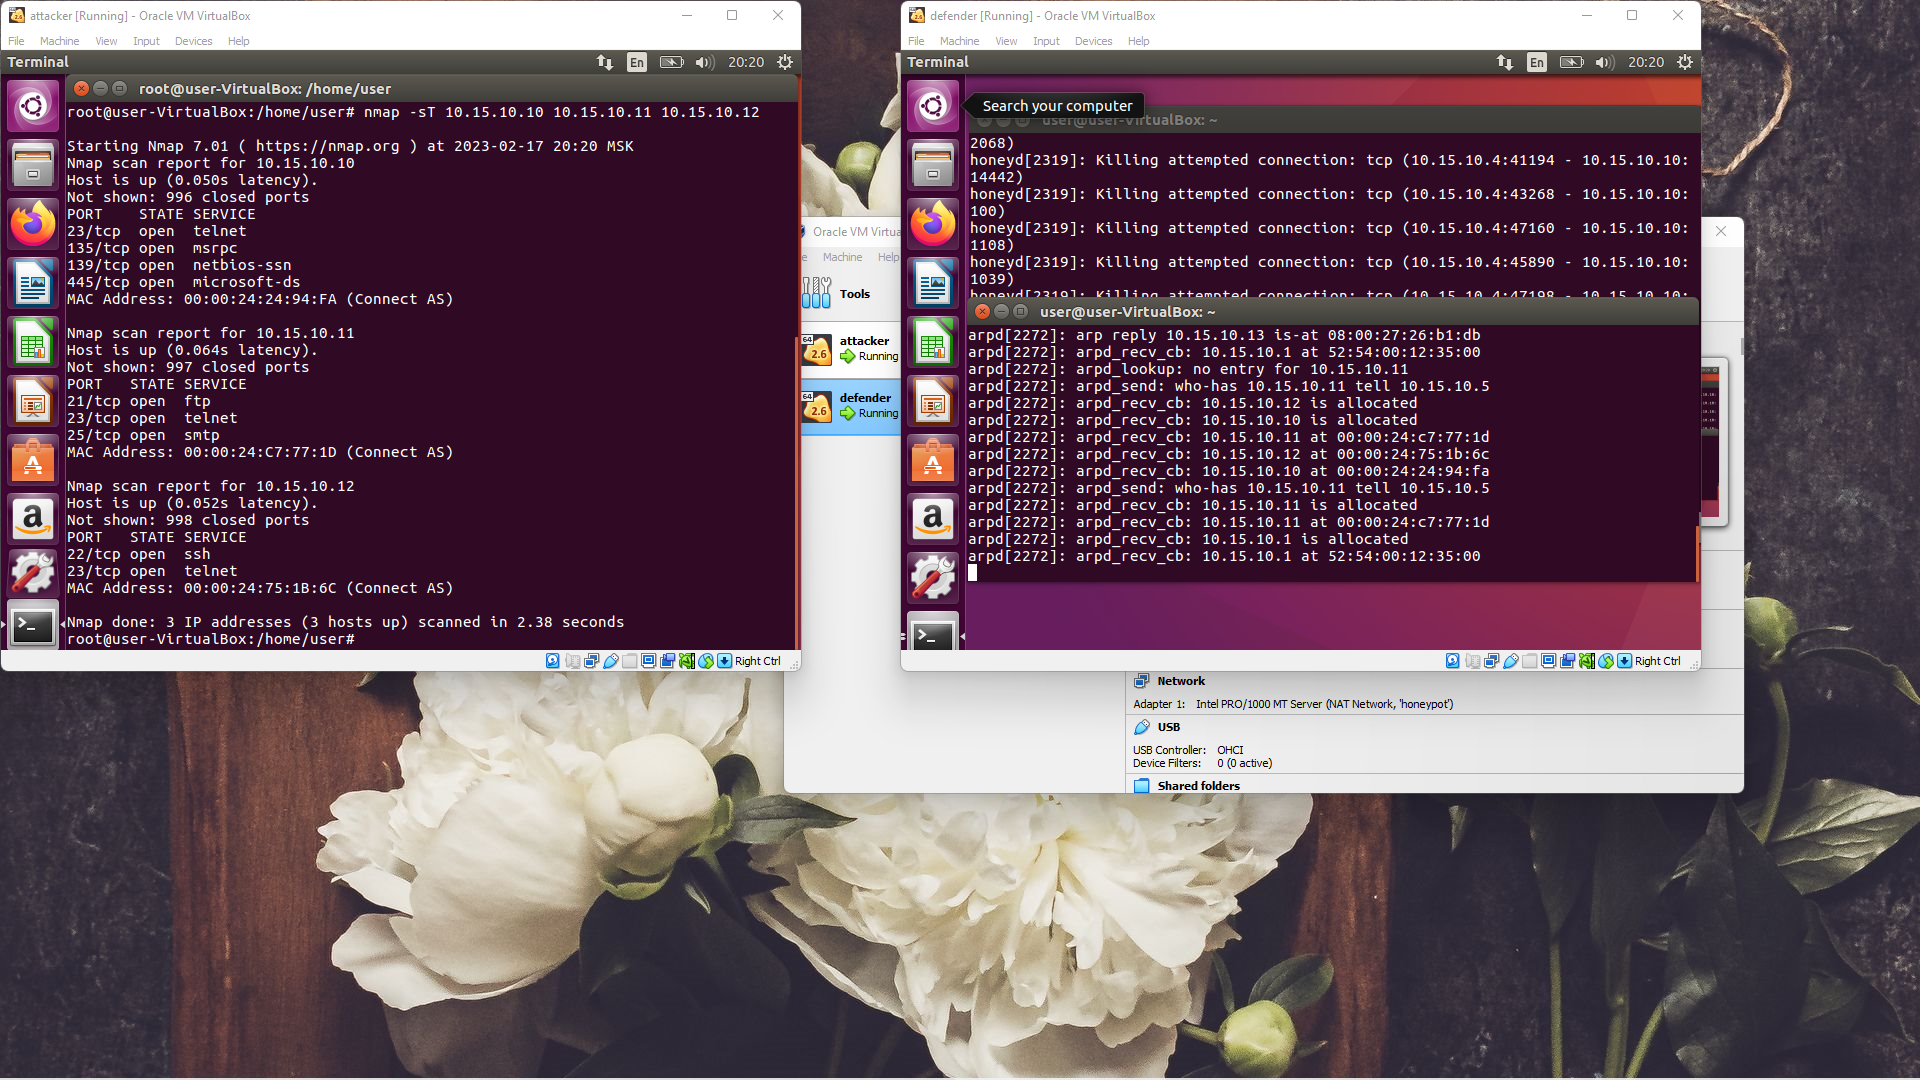 attacker [Running] - Oracle VM VirtualBox
File Machine View Input Devices Help
Terminal
En
20:20
root@user-VirtualBox: /home/user
root@user-VirtualBox:/home/user# nmap -sT 10.15.10.10 10.15.10.11 10.15.10.12
Starting Nmap 7.01 ( https://nmap.org ) at 2023-02-17 20:20 MSK
Nmap scan report for 10.15.10.10
Host is up (0.050s latency).
Not shown: 996 closed ports
PORT STATE SERVICE
23/tcp open telnet
135/tcp open msrpc
139/tcp open netbios-ssn
445/tcp open microsoft-ds
MAC Address: 00:00:24:24:94:FA (Connect AS)
Nmap scan report for 10.15.10.11
Host is up (0.064s latency).
Not shown: 997 closed ports
PORT STATE SERVICE
21/tcp open ftp
23/tcp open telnet
25/tcp open smtp
MAC Address: 00:00:24:C7:77:1D (Connect AS)
Nmap scan report for 10.15.10.12
Host is up (0.052s latency).
Not shown: 998 closed ports
PORT STATE SERVICE
22/tcp open ssh
23/tcp open telnet
MAC Address: 00:00:24:75:1B:6C (Connect AS)
Nmap done: 3 IP addresses (3 hosts up) scanned in 2.38 seconds
root@user-VirtualBox:/home/user#
Right Ctrl
Oracle VM Virtua
e Machine Help
Tools
64
2.6
attacker
Running
64
2.6
defender
Running
defender [Running] - Oracle VM VirtualBox
File Machine View Input Devices Help
Terminal
En
20:20
Search your computer
user@user-VirtualBox: ~
2068)
honeyd[2319]: Killing attempted connection: tcp (10.15.10.4:41194 - 10.15.10.10:
14442)
honeyd[2319]: Killing attempted connection: tcp (10.15.10.4:43268 - 10.15.10.10:
100)
honeyd[2319]: Killing attempted connection: tcp (10.15.10.4:47160 - 10.15.10.10:
1108)
honeyd[2319]: Killing attempted connection: tcp (10.15.10.4:45890 - 10.15.10.10:
1039)
honeyd[2319]: Killing attempted connection: tcp (10.15.10.4:47198 - 10.15.10.10:
user@user-VirtualBox: ~
arpd[2272]: arp reply 10.15.10.13 is-at 08:00:27:26:b1:db
arpd[2272]: arpd_recv_cb: 10.15.10.1 at 52:54:00:12:35:00
arpd[2272]: arpd_lookup: no entry for 10.15.10.11
arpd[2272]: arpd_send: who-has 10.15.10.11 tell 10.15.10.5
arpd[2272]: arpd_recv_cb: 10.15.10.12 is allocated
arpd[2272]: arpd_recv_cb: 10.15.10.10 is allocated
arpd[2272]: arpd_recv_cb: 10.15.10.11 at 00:00:24:c7:77:1d
arpd[2272]: arpd_recv_cb: 10.15.10.12 at 00:00:24:75:1b:6c
arpd[2272]: arpd_recv_cb: 10.15.10.10 at 00:00:24:24:94:fa
arpd[2272]: arpd_send: who-has 10.15.10.11 tell 10.15.10.5
arpd[2272]: arpd_recv_cb: 10.15.10.11 is allocated
arpd[2272]: arpd_recv_cb: 10.15.10.11 at 00:00:24:c7:77:1d
arpd[2272]: arpd_recv_cb: 10.15.10.1 is allocated
arpd[2272]: arpd_recv_cb: 10.15.10.1 at 52:54:00:12:35:00
Right Ctrl
Network
Adapter 1: Intel PRO/1000 MT Server (NAT Network, 'honeypot')
USB
USB Controller: OHCI
Device Filters: 0 (0 active)
Shared folders